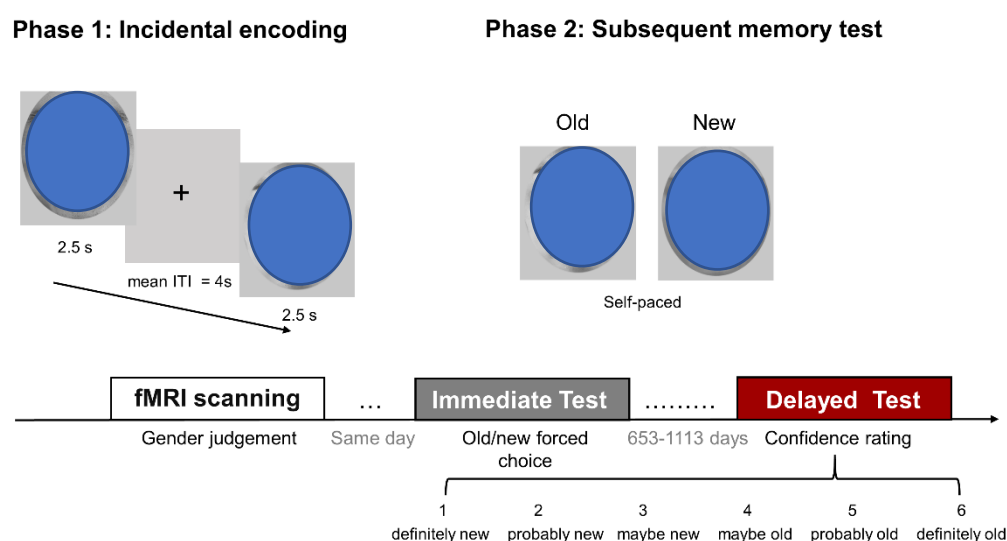 Phase 1: Incidental encoding
Phase 2: Subsequent memory test
Old
New
+
2.5 s
mean ITI = 4s
2.5 s
Self-paced
fMRI scanning
...
Immediate Test
.........
Delayed Test
Gender judgement
Same day
Old/new forced
choice
653-1113 days
Confidence rating
1
2
3
4
5
6
definitely new
probably new
maybe new
maybe old
probably old
definitely old